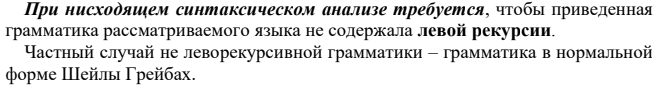 При нисходящем синтаксическом анализе требуется, чтобы приведенная
грамматика рассматриваемого языка не содержала левой рекурсии.
Частный случай не леворекурсивной грамматики – грамматика в нормальной
форме Шейлы Грейбах.